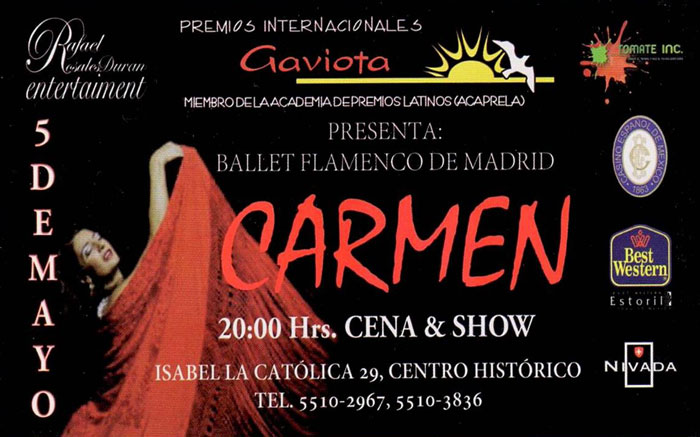 Rafael
Rosales Duran
entertaiment
5 DE MAYO
PREMIOS INTERNACIONALES
Gaviota
MIEMBRO DE LA ACADEMIA DE PREMIOS LATINOS (ACAPRELA)
PRESENTA:
BALLET FLAMENCO DE MADRID
CARMEN
20:00 Hrs. CENA & SHOW
ISABEL LA CATÓLICA 29, CENTRO HISTÓRICO
TEL. 5510-2967, 5510-3836
TOMATE INC.
CASINO ESPAÑOL DE MEXICO
1863
Best
Western
Estoril
NIVADA